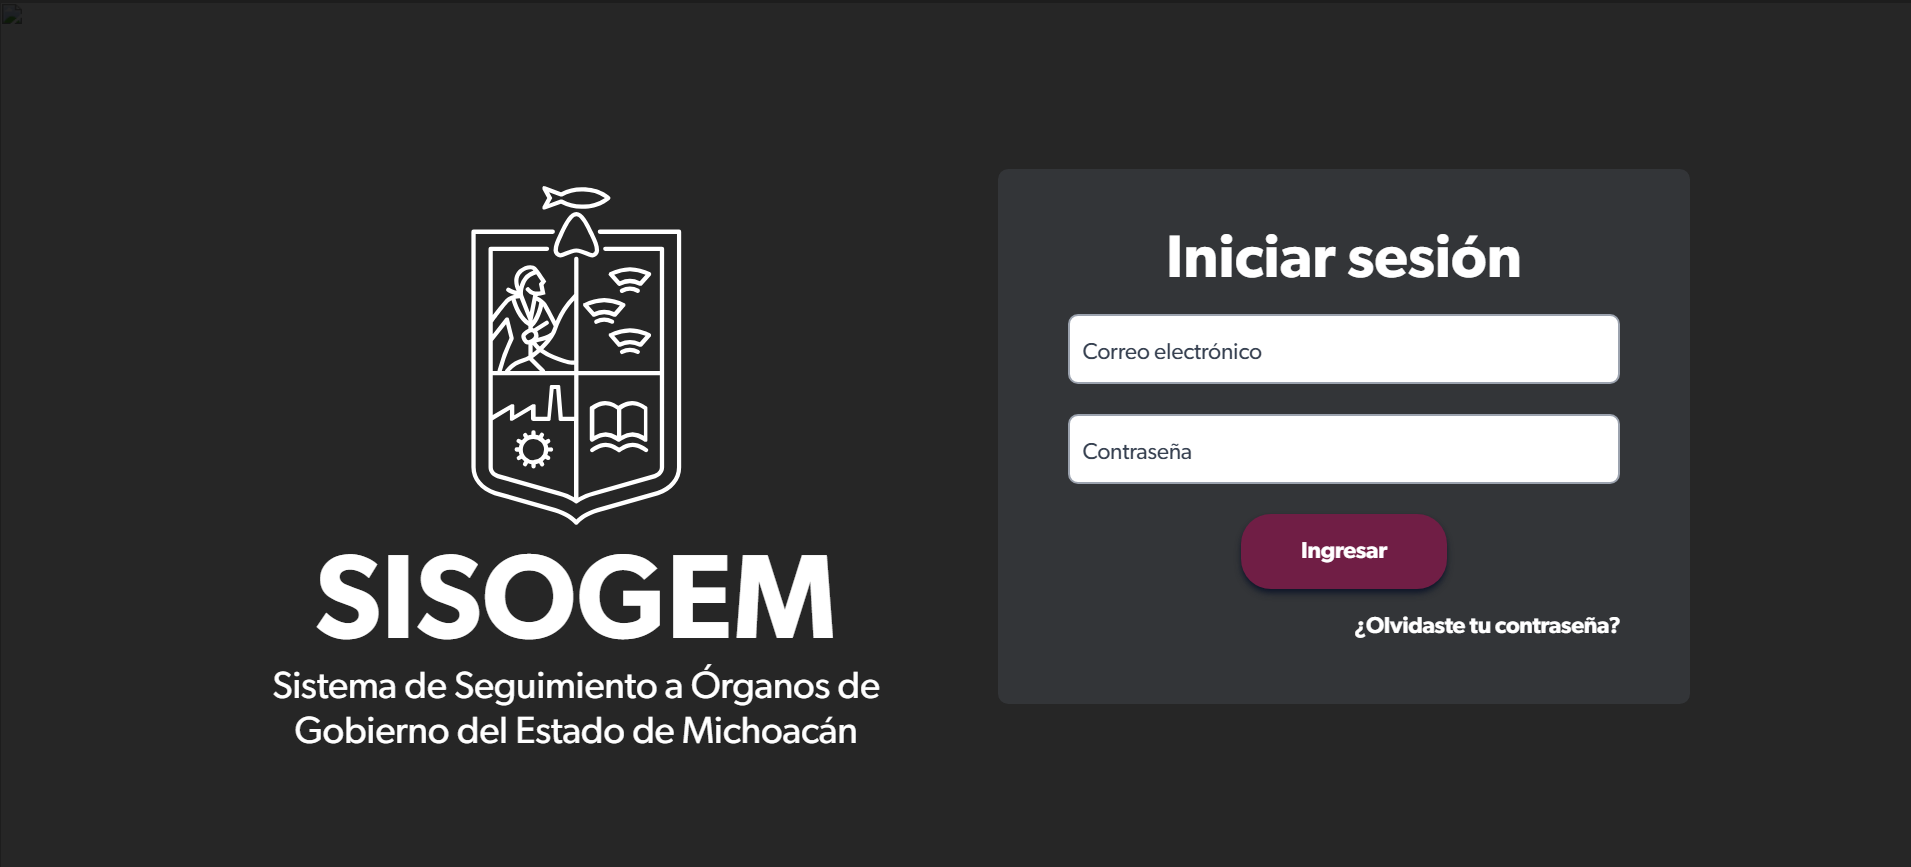 SISOGEM
Sistema de Seguimiento a Órganos de
Gobierno del Estado de Michoacán
Iniciar sesión
Correo electrónico
Contraseña
Ingresar
¿Olvidaste tu contraseña?